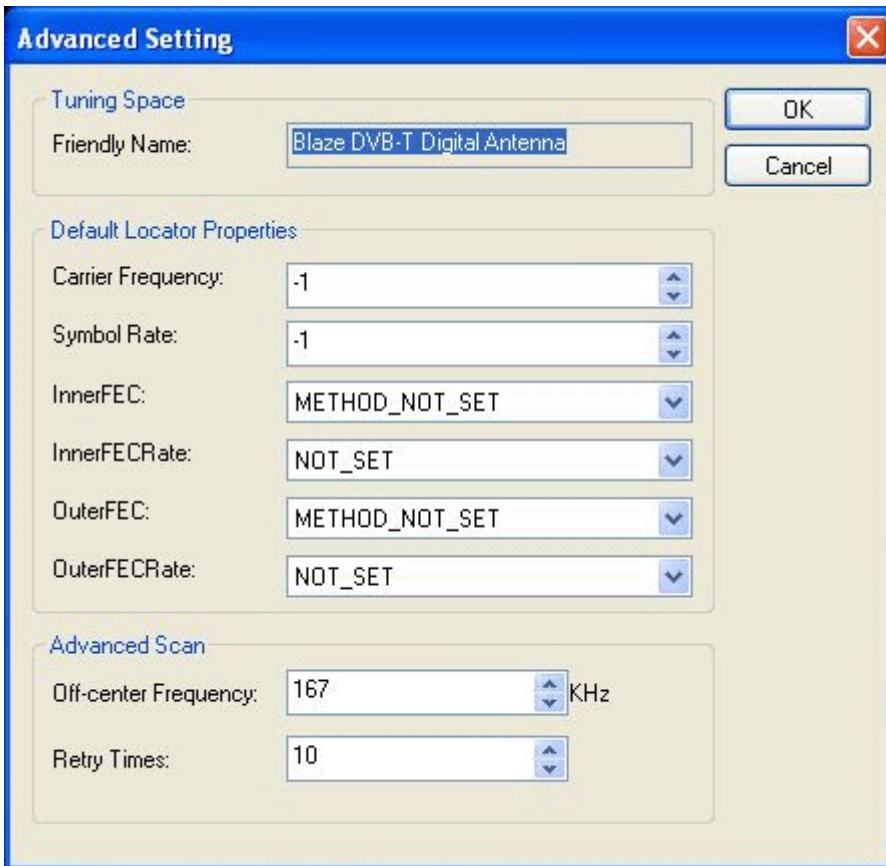 Advanced Setting
Tuning Space
Friendly Name: Blaze DVB-T Digital Antenna
OK
Cancel
Default Locator Properties
Carrier Frequency: -1
Symbol Rate: -1
InnerFEC: METHOD_NOT_SET
InnerFECRate: NOT_SET
OuterFEC: METHOD_NOT_SET
OuterFECRate: NOT_SET
Advanced Scan
Off-center Frequency: 167 KHz
Retry Times: 10